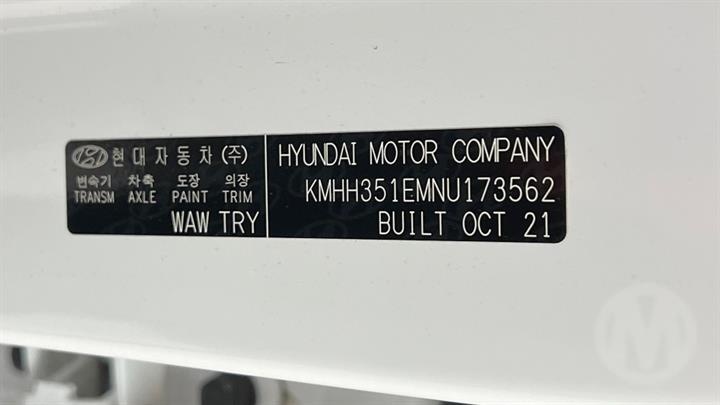 현대자동차(주)
변속기 차축 도장 의장
TRANSM AXLE PAINT TRIM
WAW TRY
HYUNDAI MOTOR COMPANY
KMHH351EMNU173562
BUILT OCT 21
M